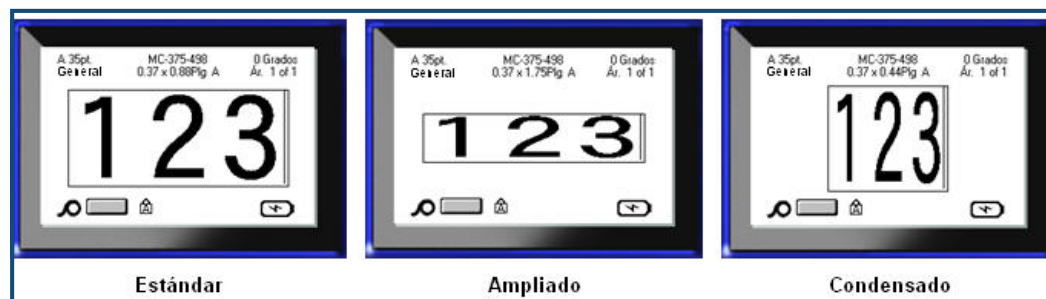 A 35pt. MC-375-498 0 Grados
General 0.37 x 0.88Plg A Ár. 1 of 1
123
A
Estándar
A 35pt. MC-375-498 0 Grados
General 0.37 x 1.75Plg A Ár. 1 of 1
123
A
Ampliado
A 35pt. MC-375-498 0 Grados
General 0.37 x 0.44Plg A Ár. 1 of 1
123
A
Condensado